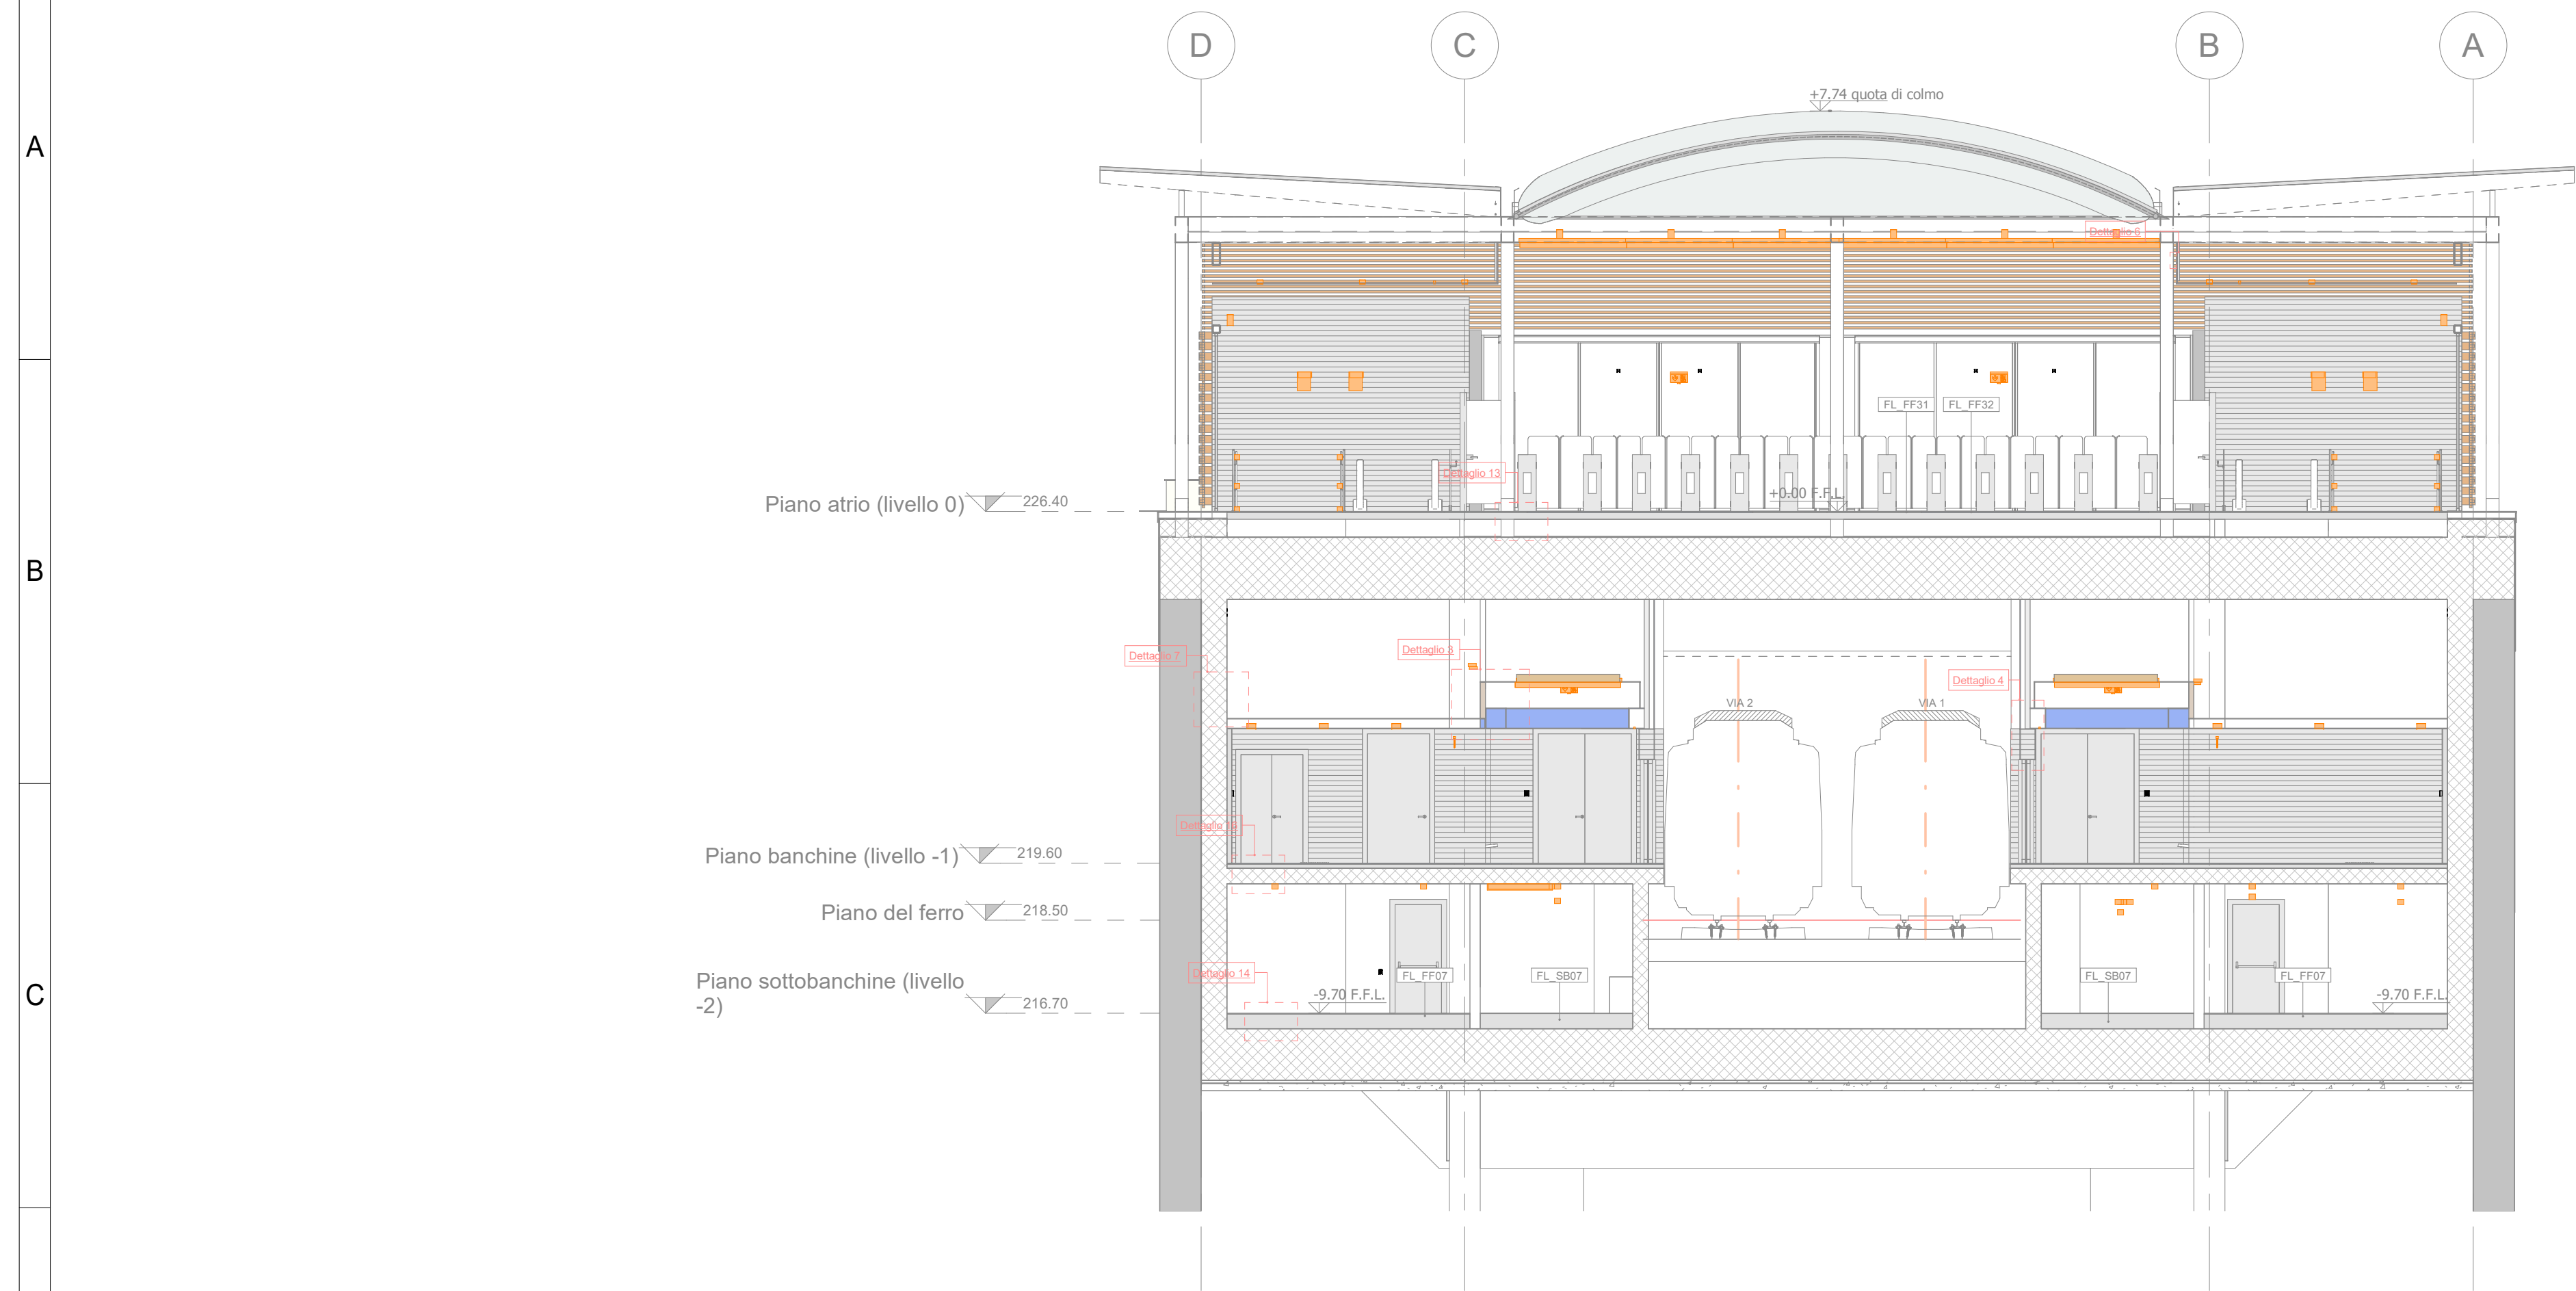 D
C
B
A
+7.74 quota di colmo
A
Dettaglio 6
FL_FF31
FL_FF32
Dettaglio 13
+0.00 F.F.L.
Piano atrio (livello 0)
226.40
B
Dettaglio 7
Dettaglio 3
Dettaglio 4
VIA 2
VIA 1
Piano banchine (livello -1)
219.60
Piano del ferro
218.50
Piano sottobanchine (livello
-2)
216.70
C
Dettaglio 14
FL_FF07
FL_SB07
FL_SB07
FL_FF07
-9.70 F.F.L.
-9.70 F.F.L.